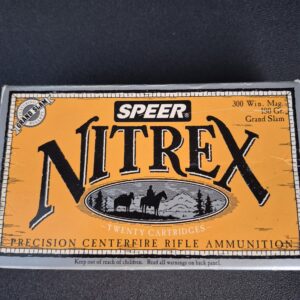 SPEER®
300 Win. Mag.
Grand Slam
NITREX
TWENTY CARTRIDGES
PRECISION CENTERFIRE RIFLE AMMUNITION
Keep out of reach of children. Read all warnings on back panel.